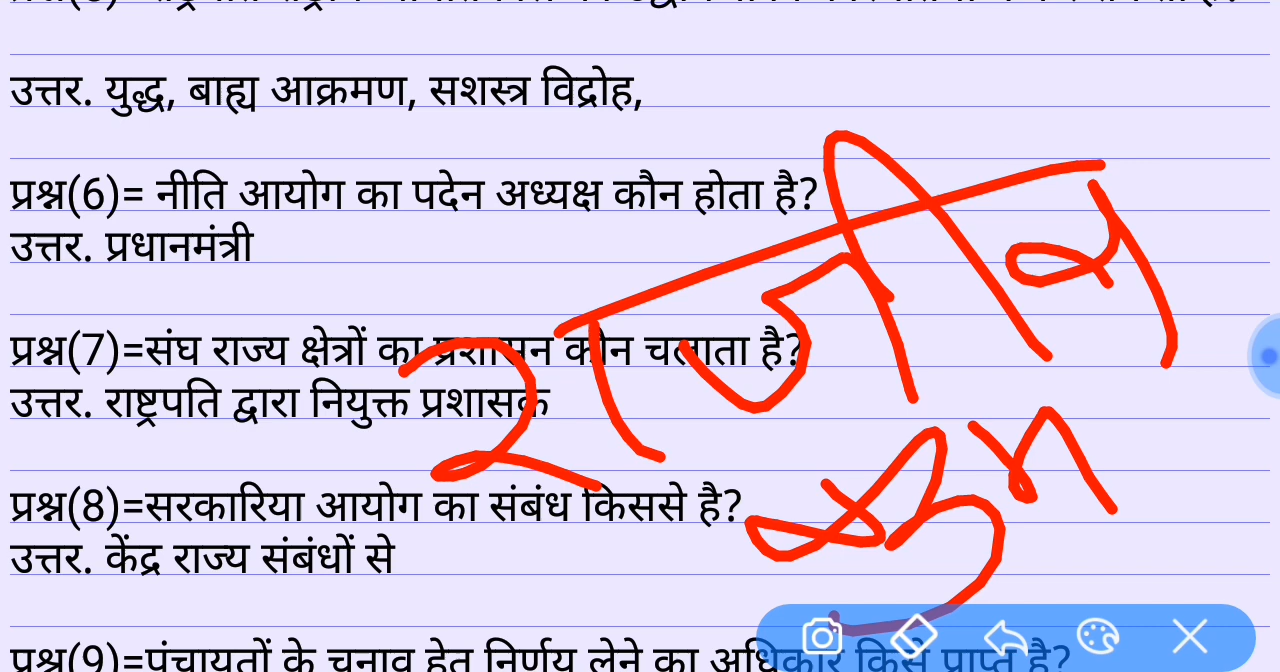 उत्तर. युद्ध, बाह्य आक्रमण, सशस्त्र विद्रोह,
प्रश्न(6)= नीति आयोग का पदेन अध्यक्ष कौन होता है?
उत्तर. प्रधानमंत्री
प्रश्न(7)=संघ राज्य क्षेत्रों का प्रशासन कौन चलाता है?
उत्तर. राष्ट्रपति द्वारा नियुक्त प्रशासक
प्रश्न(8)=सरकारिया आयोग का संबंध किससे है?
उत्तर. केंद्र राज्य संबंधों से
प्रश्न(9)=पंचायतों के चुनाव हेतु निर्णय लेने का अधिकार किसे प्राप्त है?
राजीव